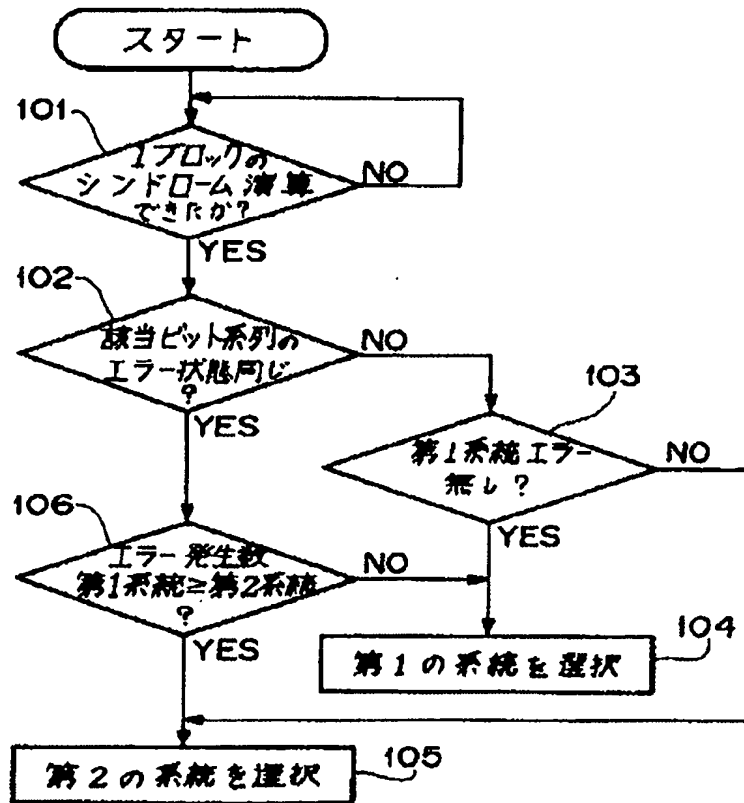 スタート
101
1ブロックの
シンドローム演算
できたか?
NO
YES
102
該当ビット系列の
エラー状態同じ
?
NO
YES
103
第1系統エラー
無し?
NO
YES
106
エラー発生数
第1系統≧第2系統
?
NO
YES
104
第1の系統を選択
第2の系統を選択
105